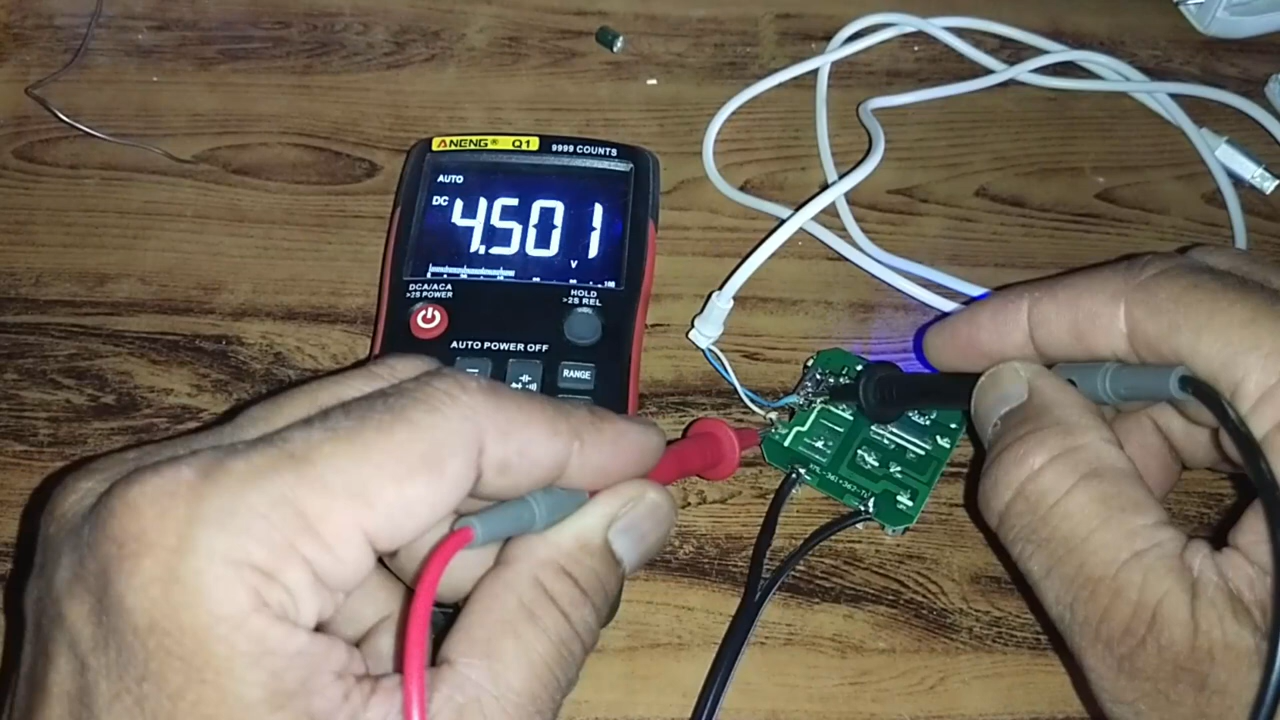 ANENG® Q1 9999 COUNTS
AUTO
DC 4.501 V
DCA/ACA
>2S POWER
HOLD
>2S REL
AUTO POWER OFF
RANGE